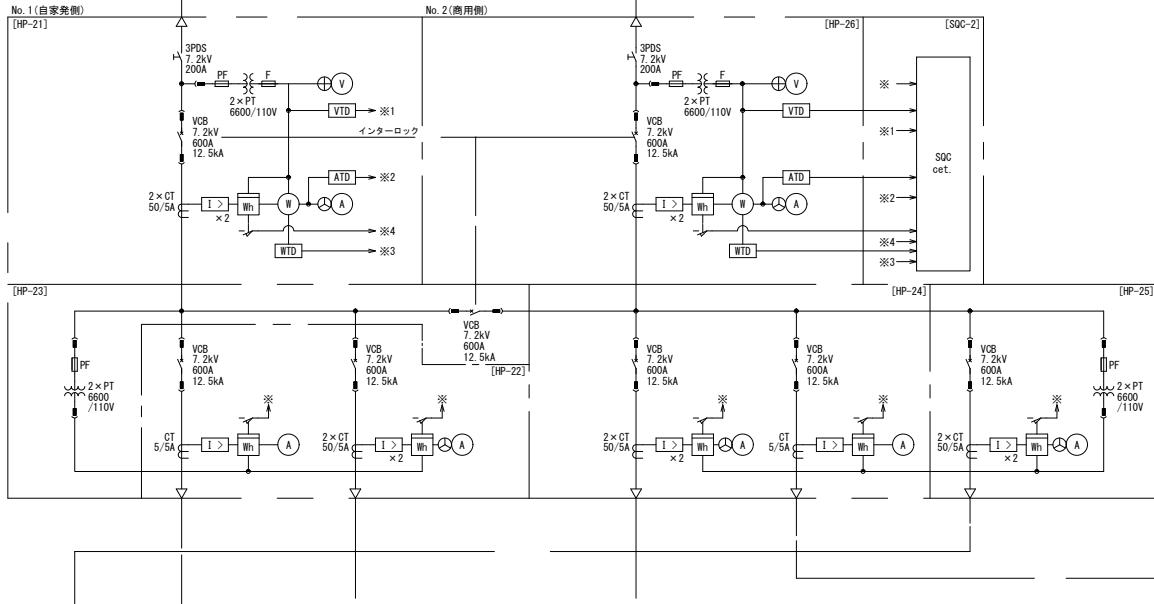 No.1(自家発側)
No.2(商用側)
[HP-21]
[HP-26]
[SQC-2]
3PDS
7.2kV
200A
PF
F
V
2×PT
6600/110V
VTD
※1
VCB
7.2kV
600A
12.5kA
インターロック
ATD
※2
2×CT
50/5A
I >
×2
Wh
W
A
※4
WTD
※3
3PDS
7.2kV
200A
PF
F
V
2×PT
6600/110V
VTD
VCB
7.2kV
600A
12.5kA
ATD
2×CT
50/5A
I >
×2
Wh
W
A
WTD
※
※1
※2
※4
※3
SQC
cet.
[HP-23]
[HP-24]
[HP-25]
VCB
7.2kV
600A
12.5kA
[HP-22]
PF
2×PT
6600
/110V
VCB
7.2kV
600A
12.5kA
※
CT
5/5A
I >
Wh
A
VCB
7.2kV
600A
12.5kA
※
2×CT
50/5A
I >
×2
Wh
A
VCB
7.2kV
600A
12.5kA
※
2×CT
50/5A
I >
×2
Wh
A
VCB
7.2kV
600A
12.5kA
※
CT
5/5A
I >
Wh
A
VCB
7.2kV
600A
12.5kA
※
2×CT
50/5A
I >
×2
Wh
A
PF
2×PT
6600
/110V